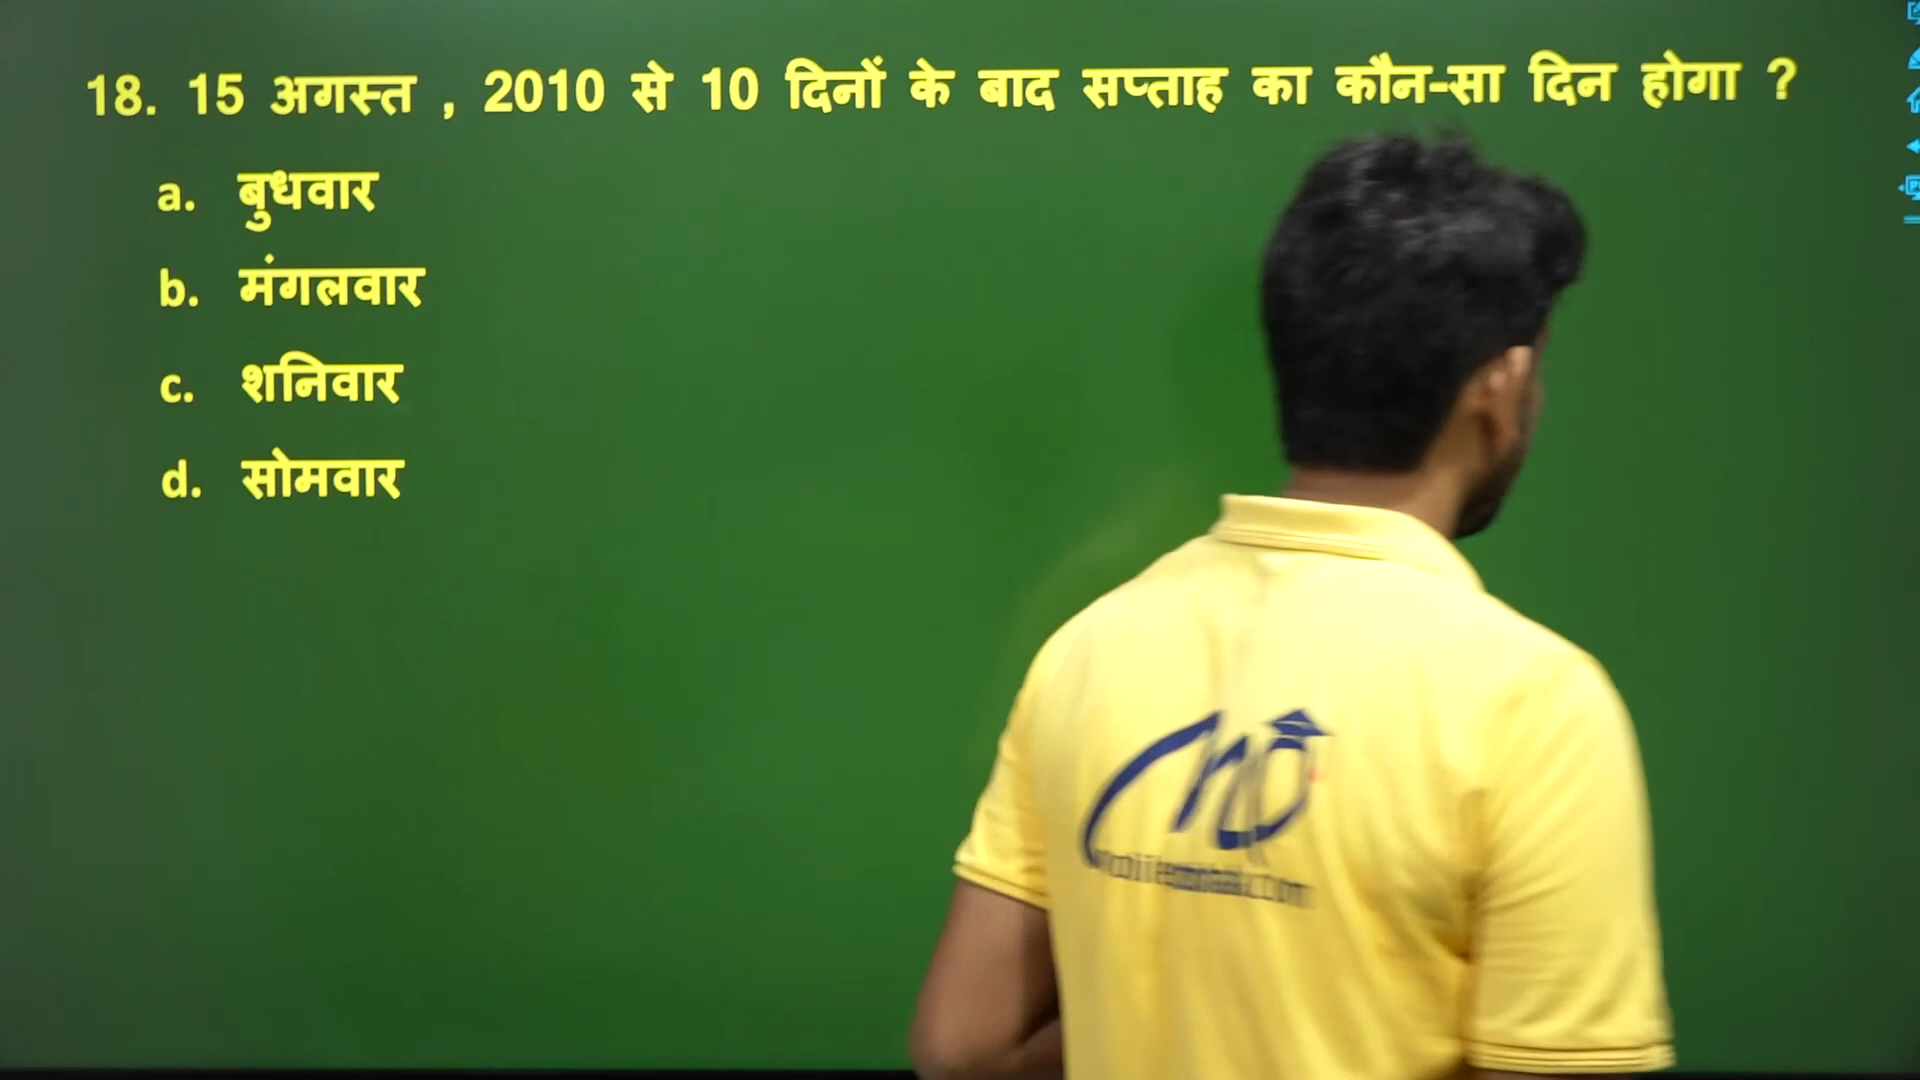 18. 15 अगस्त , 2010 से 10 दिनों के बाद सप्ताह का कौन-सा दिन होगा ?
a. बुधवार
b. मंगलवार
c. शनिवार
d. सोमवार